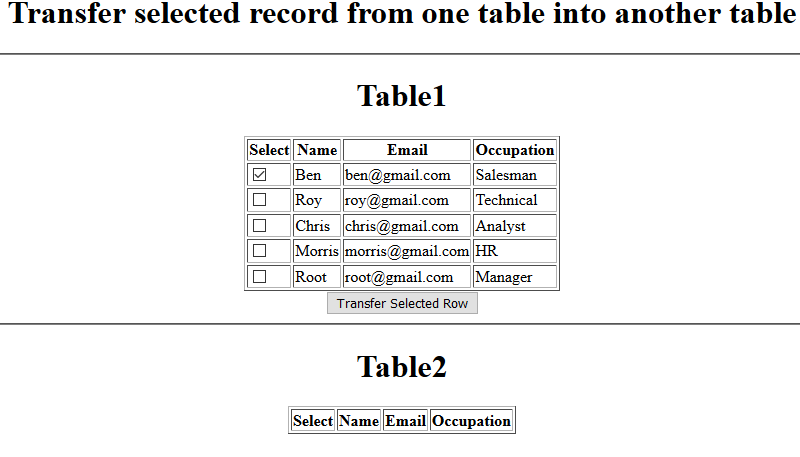 Transfer selected record from one table into another table
Table1
Select Name Email Occupation
Ben ben@gmail.com Salesman
Roy roy@gmail.com Technical
Chris chris@gmail.com Analyst
Morris morris@gmail.com HR
Root root@gmail.com Manager
Transfer Selected Row
Table2
Select Name Email Occupation